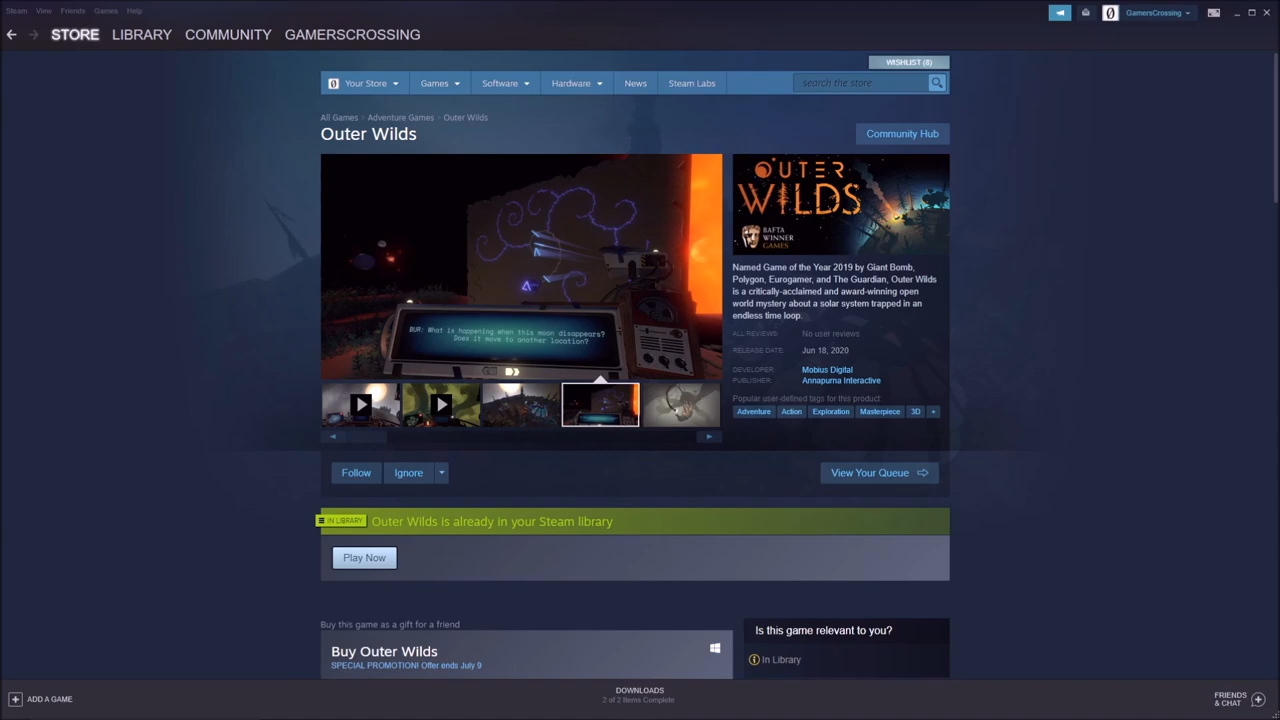 Steam View Friends Games Help
GamersCrossing
STORE LIBRARY COMMUNITY GAMERSCROSSING
WISHLIST (8)
Your Store Games Software Hardware News Steam Labs search the store
All Games > Adventure Games > Outer Wilds
Outer Wilds
Community Hub
BUR: What is happening when this moon disappears?
Does it move to another location?
OUTER
WILDS
BAFTA
WINNER
GAMES
Named Game of the Year 2019 by Giant Bomb,
Polygon, Eurogamer, and The Guardian, Outer Wilds
is a critically-acclaimed and award-winning open
world mystery about a solar system trapped in an
endless time loop.
ALL REVIEWS: No user reviews
RELEASE DATE: Jun 18, 2020
DEVELOPER: Mobius Digital
PUBLISHER: Annapurna Interactive
Popular user-defined tags for this product
Adventure Action Exploration Masterpiece 3D +
Follow Ignore
View Your Queue
IN LIBRARY Outer Wilds is already in your Steam library
Play Now
Buy this game as a gift for a friend
Buy Outer Wilds
SPECIAL PROMOTION! Offer ends July 9
Is this game relevant to you?
In Library
ADD A GAME
DOWNLOADS
2 of 2 Items Complete
FRIENDS
& CHAT